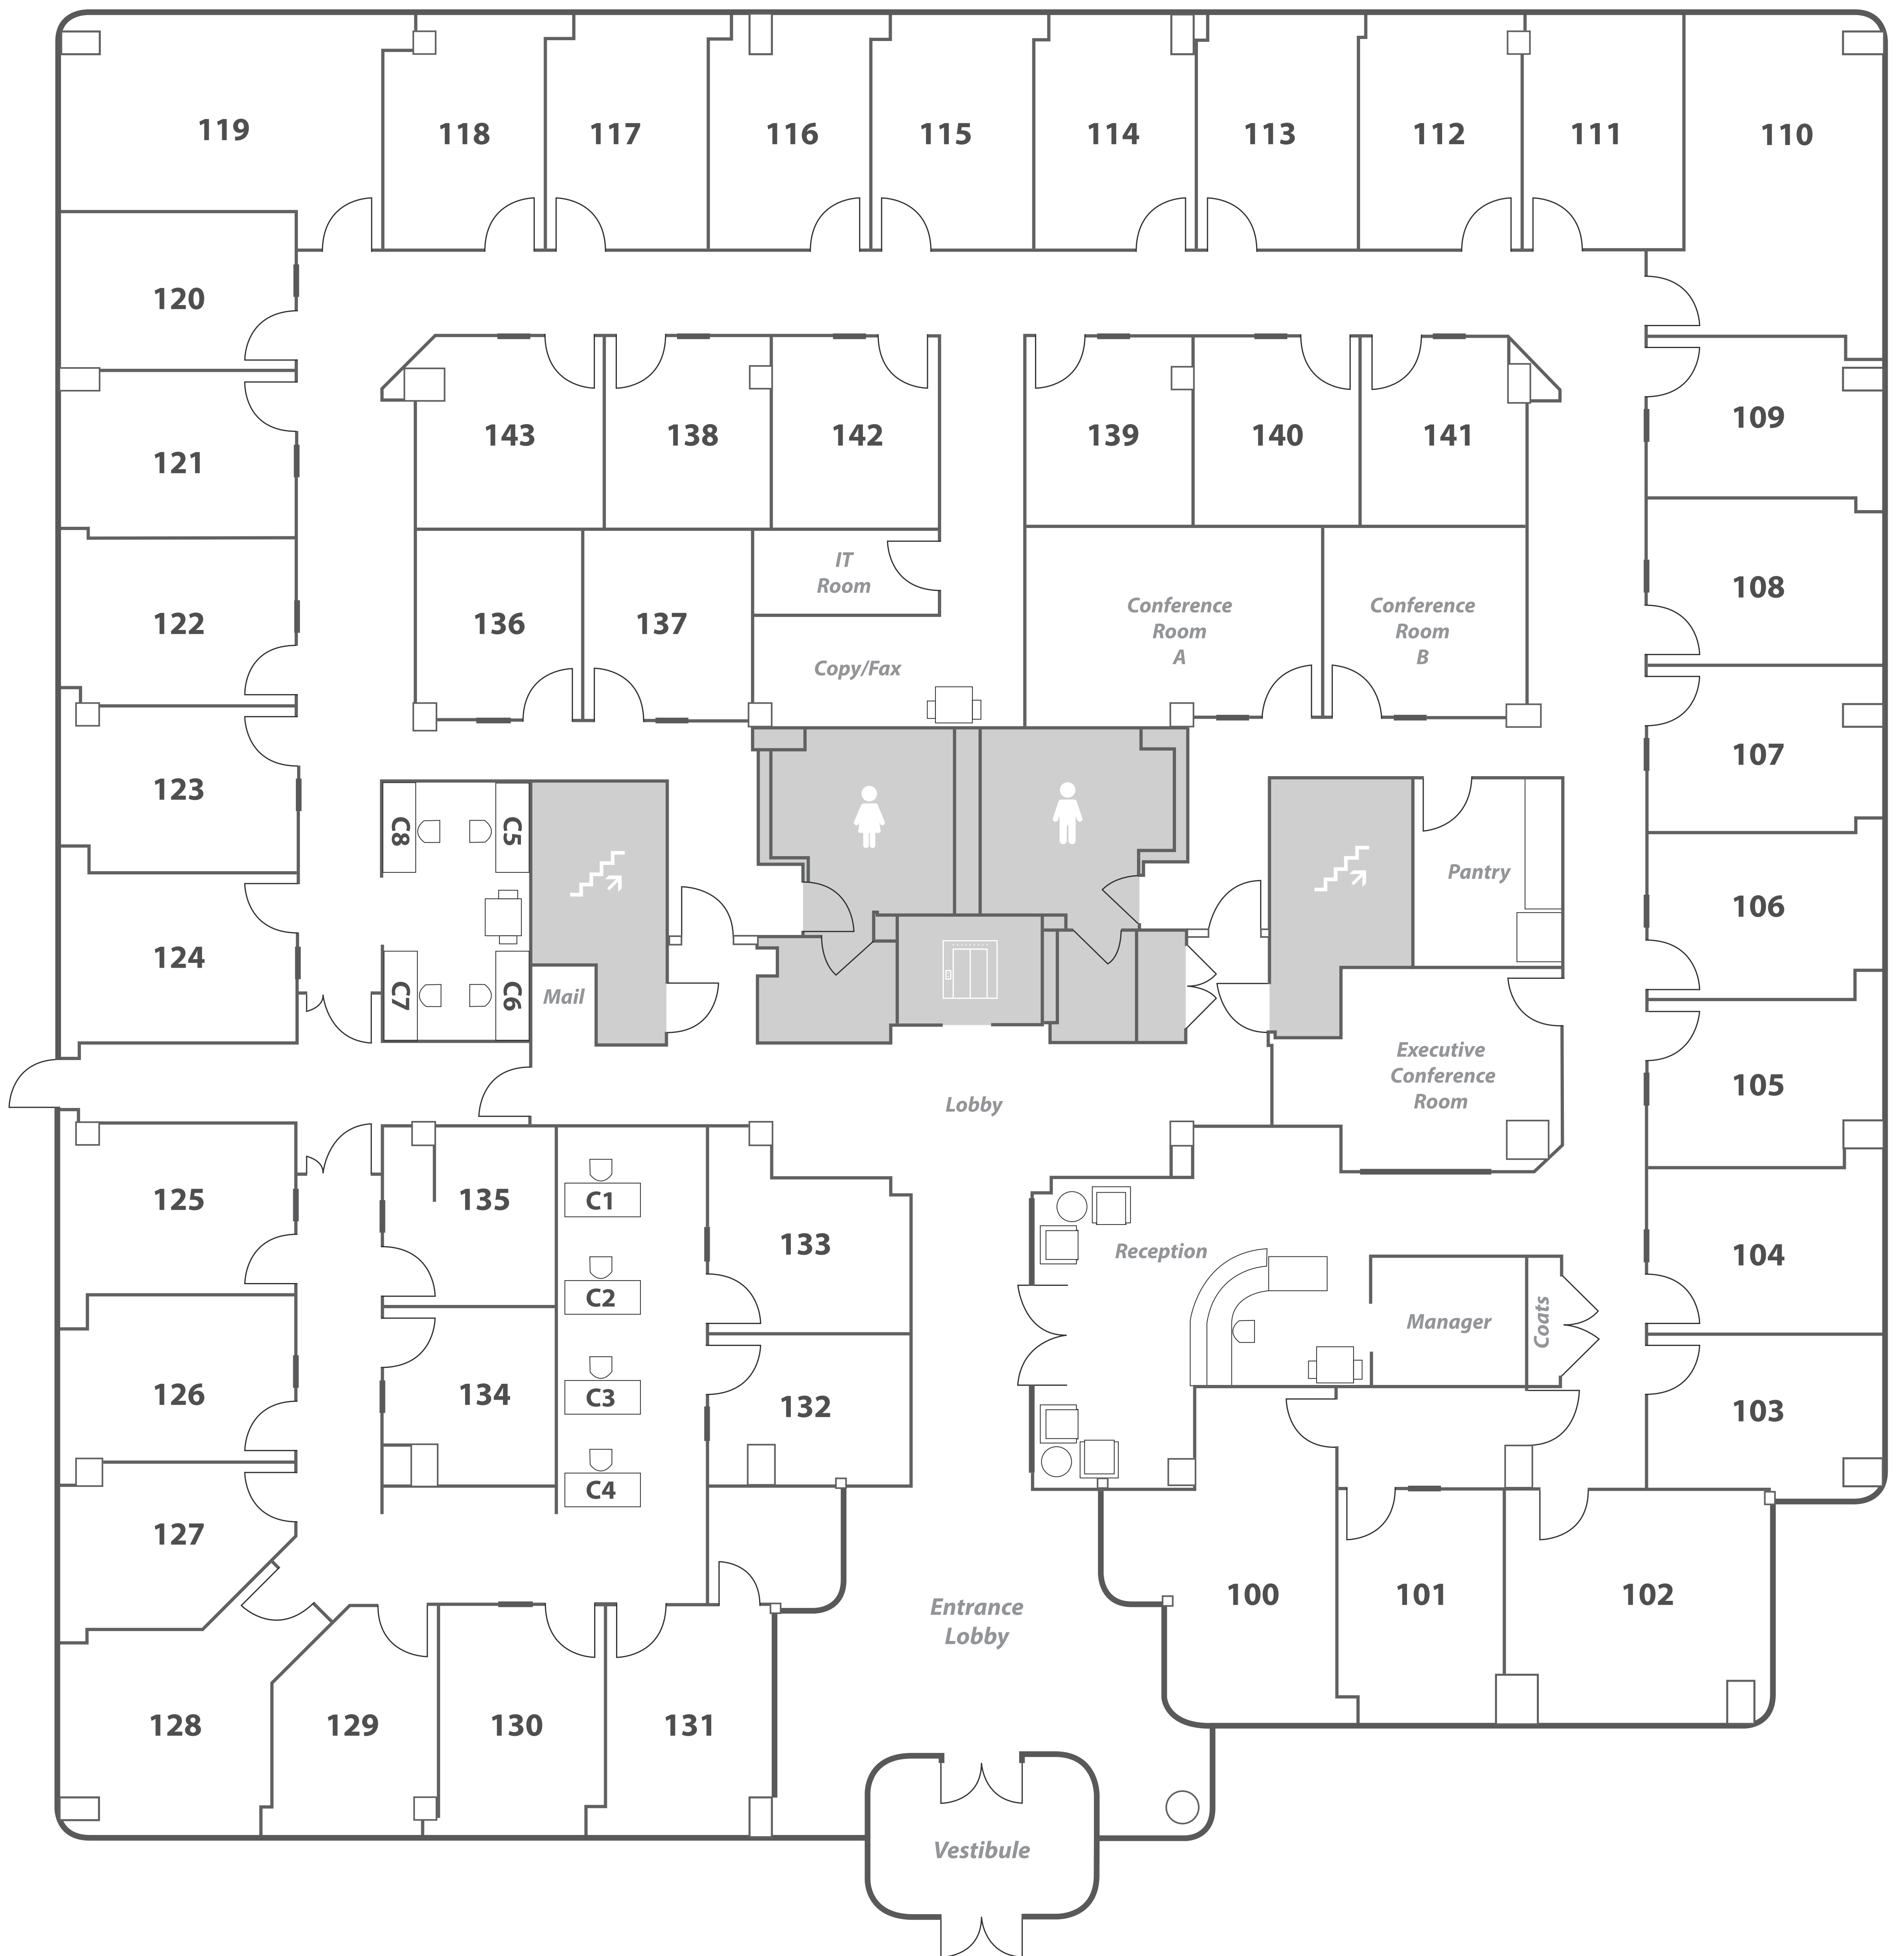 119
118
117
116
115
114
113
112
111
110
120
143
138
142
139
140
141
109
121
IT
Room
108
122
136
137
Conference
Room
A
Conference
Room
B
Copy/Fax
107
123
C8
C5
Pantry
106
124
C7
C6
Mail
Executive
Conference
Room
105
Lobby
125
135
C1
133
Reception
104
C2
Manager
Coats
126
134
C3
132
103
C4
127
Entrance
Lobby
100
101
102
128
129
130
131
Vestibule